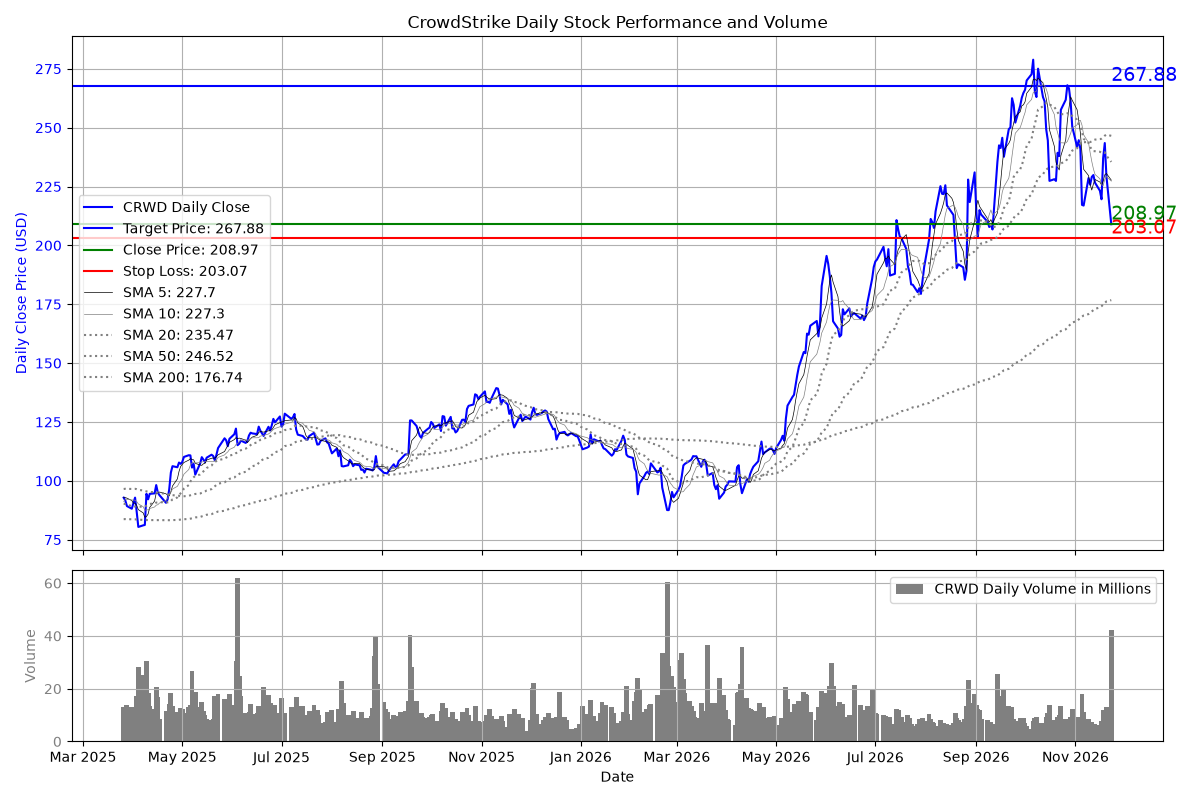 CrowdStrike Daily Stock Performance and Volume
275
250
225
200
175
150
125
100
75
Daily Close Price (USD)
267.88
208.97
203.07
CRWD Daily Close
Target Price: 267.88
Close Price: 208.97
Stop Loss: 203.07
SMA 5: 227.7
SMA 10: 227.3
SMA 20: 235.47
SMA 50: 246.52
SMA 200: 176.74
60
40
20
0
Volume
CRWD Daily Volume in Millions
Mar 2025 May 2025 Jul 2025 Sep 2025 Nov 2025 Jan 2026 Mar 2026 May 2026 Jul 2026 Sep 2026 Nov 2026
Date